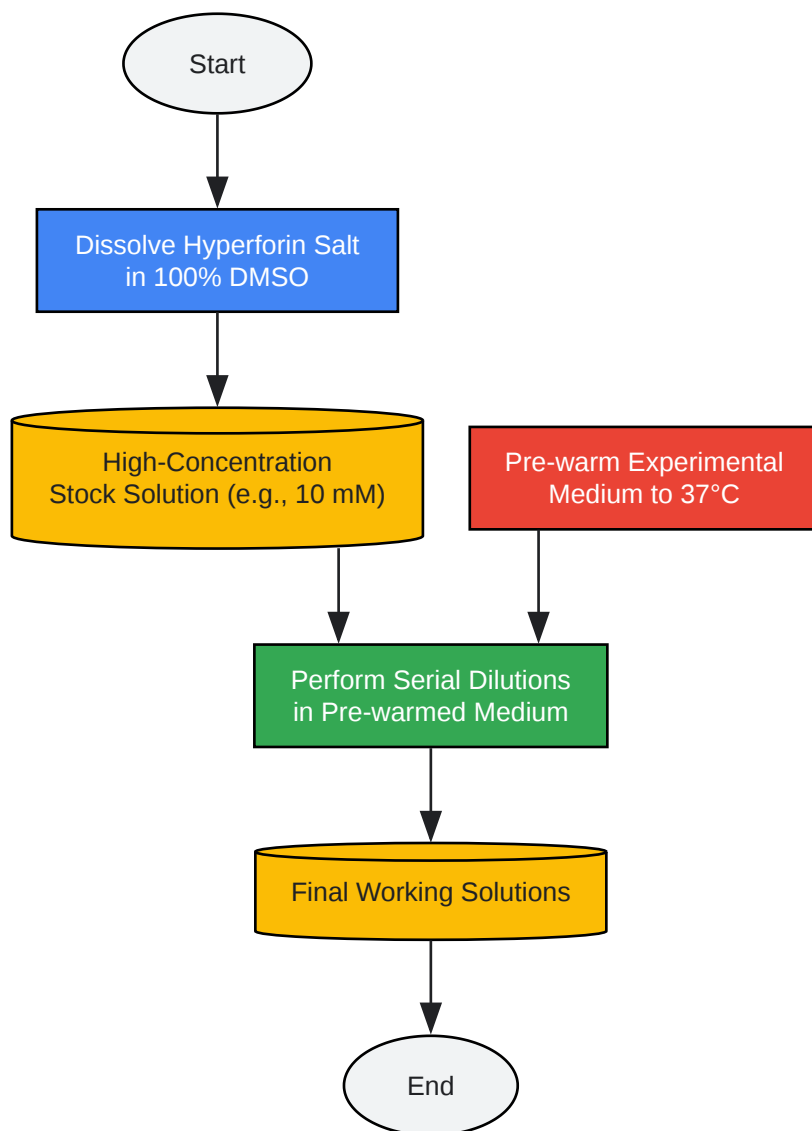 Start
Dissolve Hyperforin Salt
in 100% DMSO
High-Concentration
Stock Solution (e.g., 10 mM)
Pre-warm Experimental
Medium to 37°C
Perform Serial Dilutions
in Pre-warmed Medium
Final Working Solutions
End